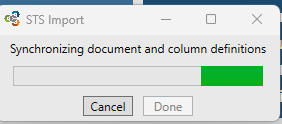 STS Import
Synchronizing document and column definitions
Cancel
Done